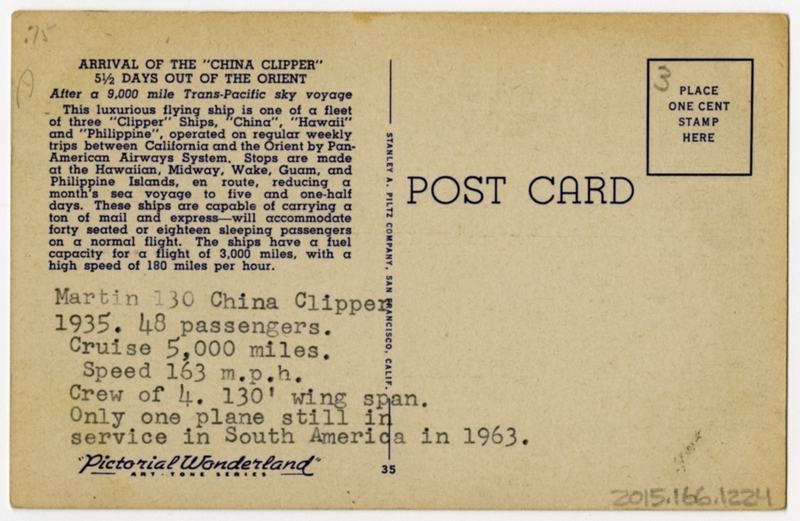 .75
ARRIVAL OF THE "CHINA CLIPPER"
5½ DAYS OUT OF THE ORIENT
After a 9,000 mile Trans-Pacific sky voyage
This luxurious flying ship is one of a fleet
of three "Clipper" Ships, "China", "Hawaii"
and "Philippine", operated on regular weekly
trips between California and the Orient by Pan-
American Airways System. Stops are made
at the Hawaiian, Midway, Wake, Guam, and
Philippine Islands, en route, reducing a
month's sea voyage to five and one-half
days. These ships are capable of carrying a
ton of mail and express—will accommodate
forty seated or eighteen sleeping passengers
on a normal flight. The ships have a fuel
capacity for a flight of 3,000 miles, with a
high speed of 180 miles per hour.
Martin 130 China Clipper
1935. 48 passengers.
Cruise 5,000 miles.
Speed 163 m.p.h.
Crew of 4. 130' wing span.
Only one plane still in
service in South America in 1963.
"Pictorial Wonderland"
ART-TONE SERIES
STANLEY A. PILTZ COMPANY, SAN FRANCISCO, CALIF.
35
POST CARD
3
PLACE
ONE CENT
STAMP
HERE
2015.166.1224